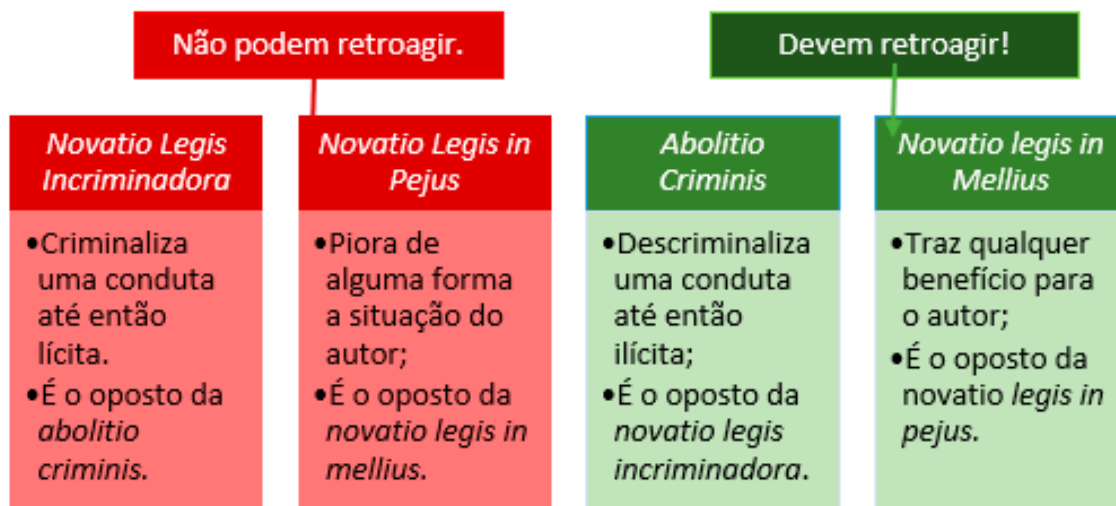 Não podem retroagir.
Devem retroagir!
Novatio Legis
Incriminadora
•Criminaliza
uma conduta
até então
lícita.
•É o oposto da
abolitio
criminis.
Novatio Legis in
Pejus
•Piora de
alguma forma
a situação do
autor;
•É o oposto da
novatio legis in
mellius.
Abolitio
Criminis
•Descriminaliza
uma conduta
até então
ilícita;
•É o oposto da
novatio legis
incriminadora.
Novatio legis in
Mellius
•Traz qualquer
benefício para
o autor;
•É o oposto da
novatio legis in
pejus.